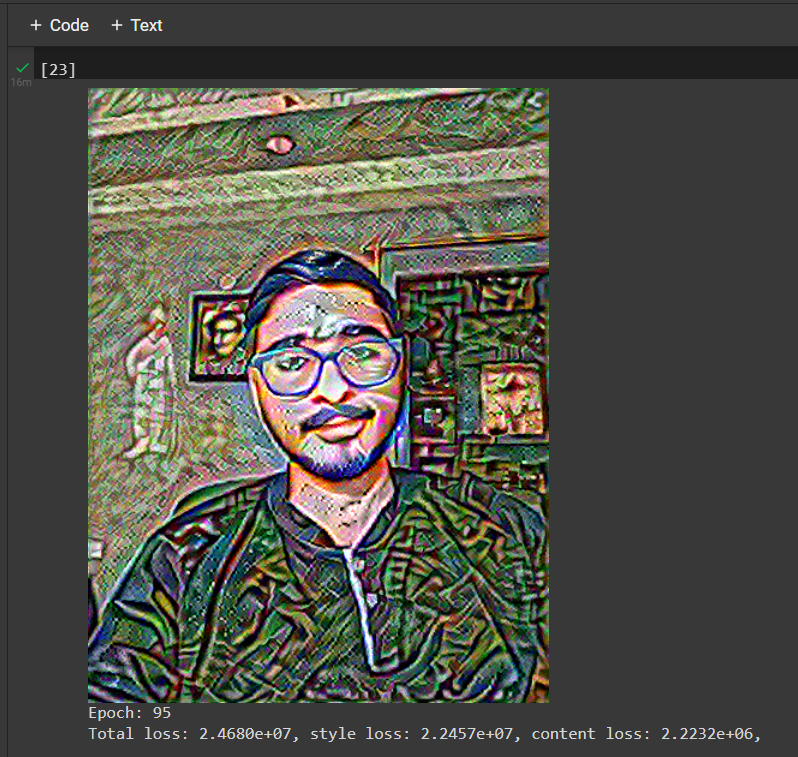 + Code + Text
[23]
16m
Epoch: 95
Total loss: 2.4680e+07, style loss: 2.2457e+07, content loss: 2.2232e+06,